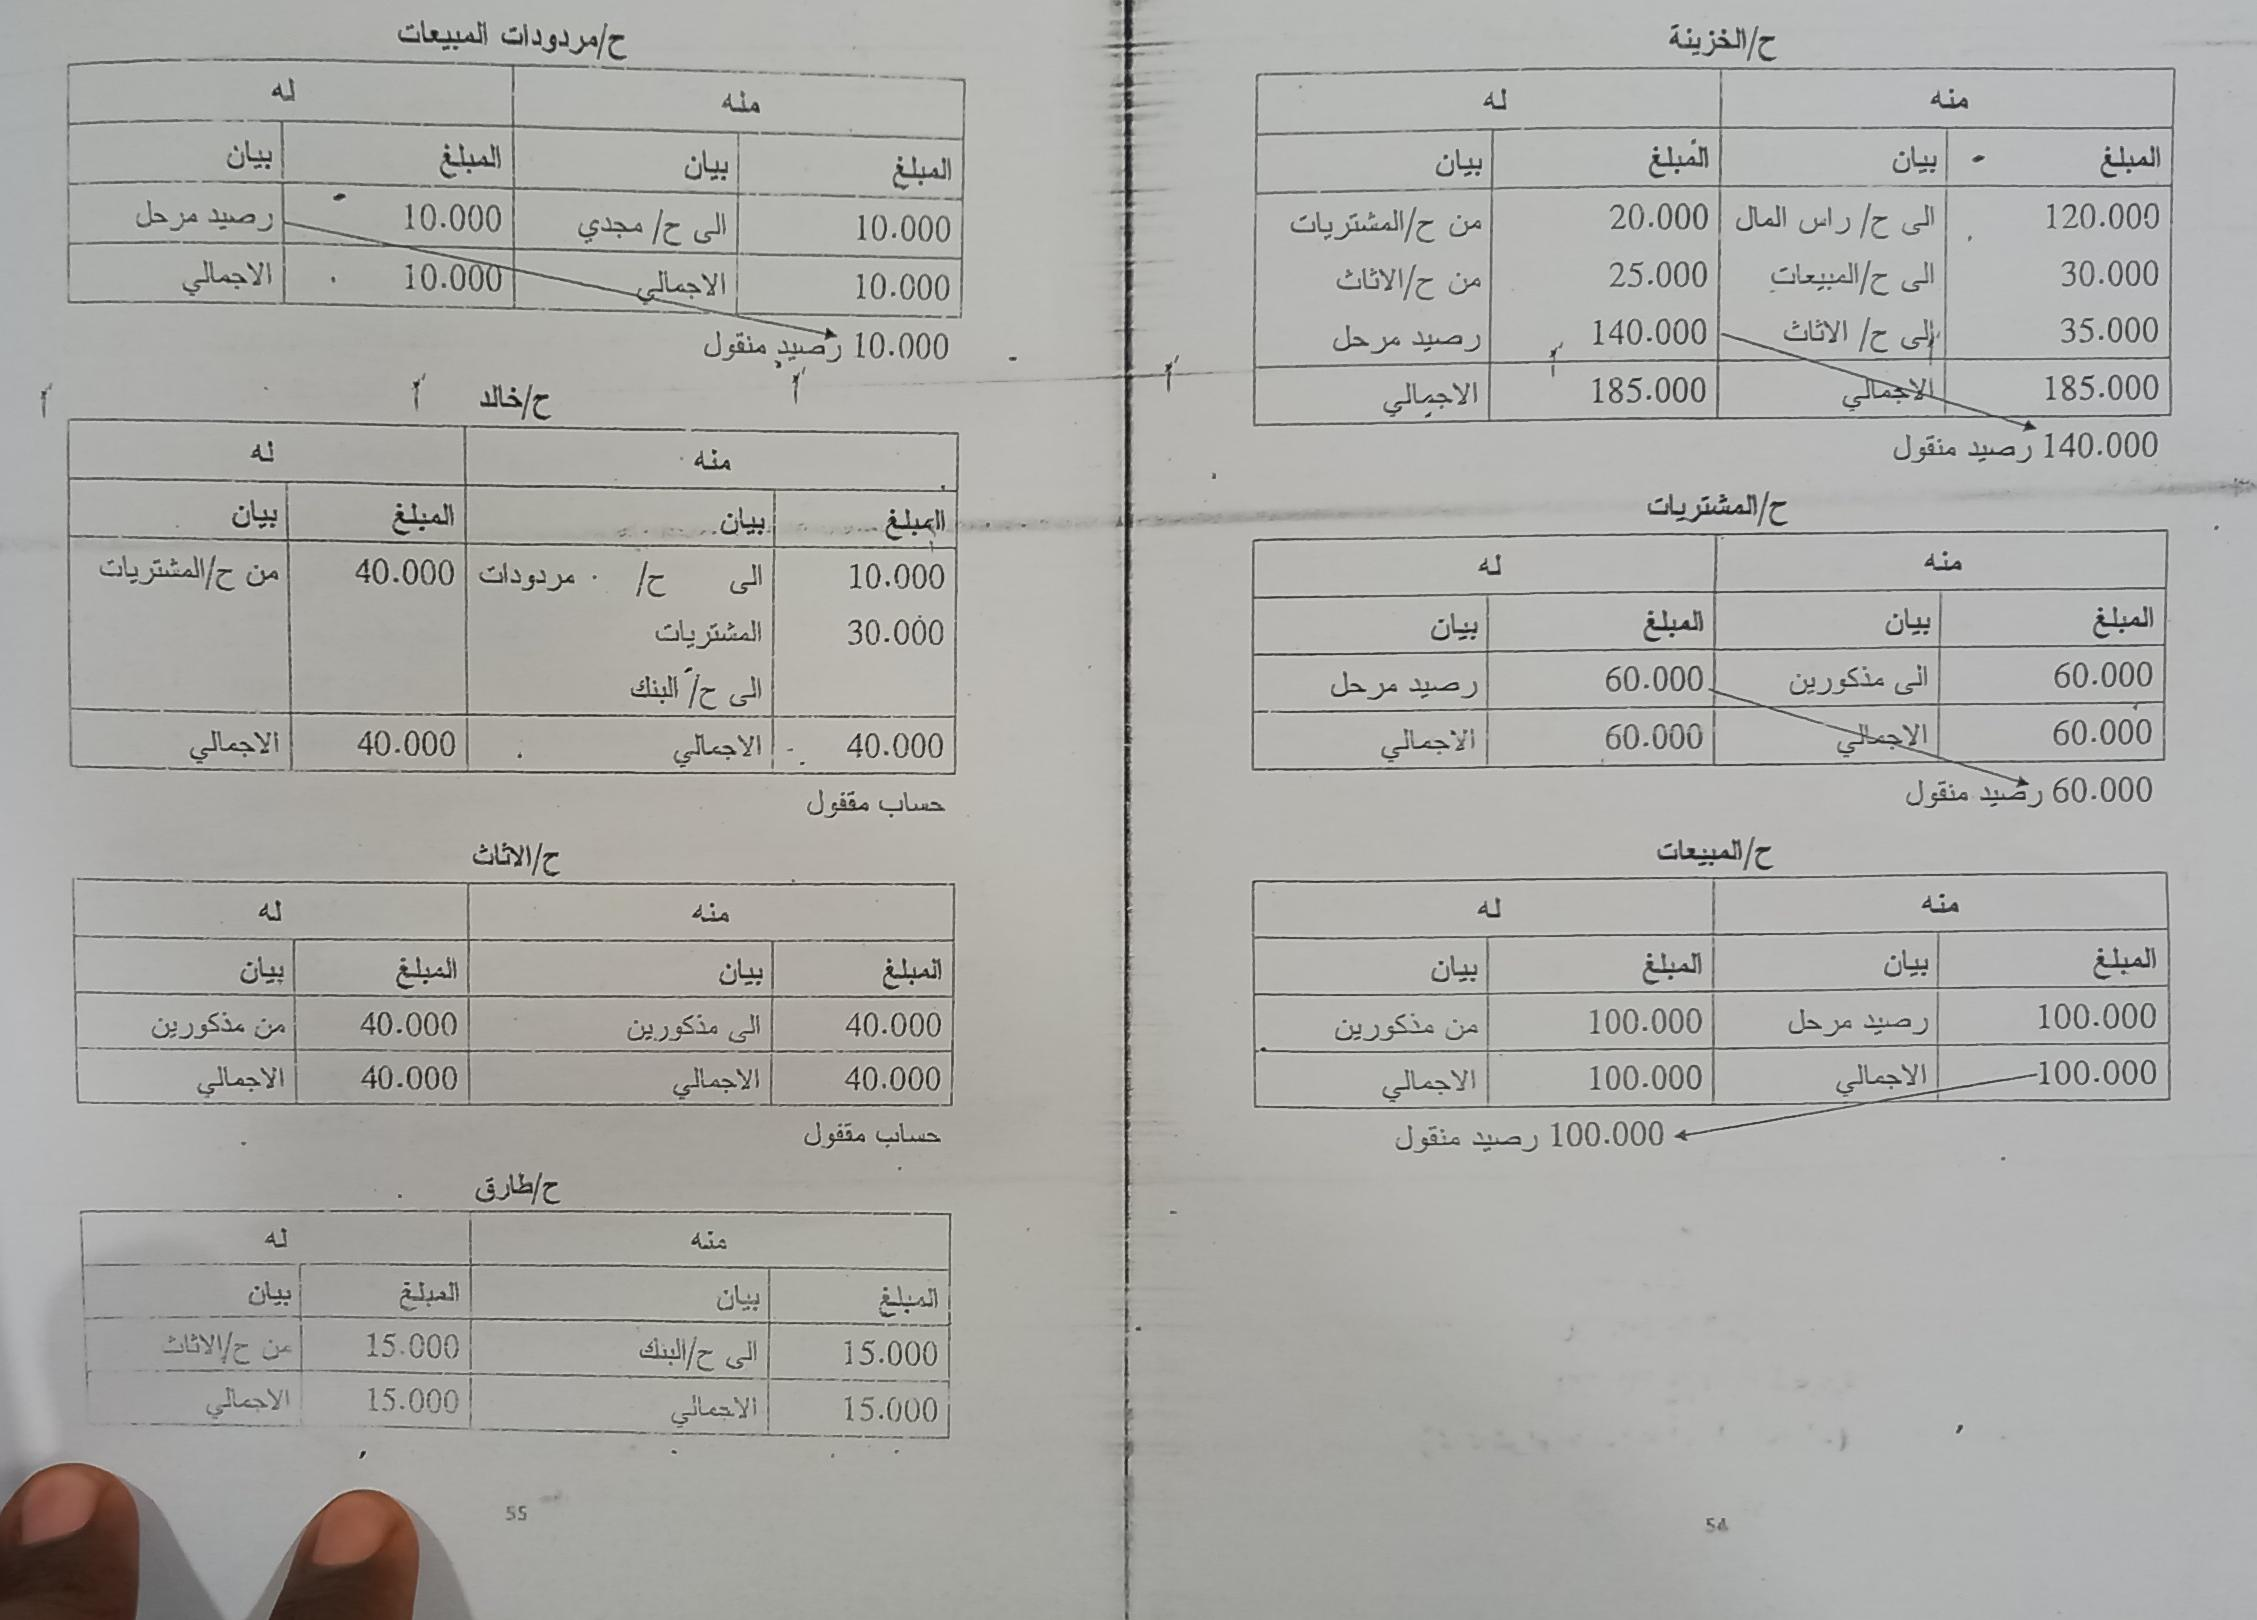 ح/الخزينة
منه له
المبلغ بيان المبلغ بيان
120.000 الى ح/ راس المال 20.000 من ح/المشتريات
30.000 الى ح/المبيعات 25.000 من ح/الاثاث
35.000 إلى ح/ الاثاث 140.000 رصيد مرحل
185.000 الاجمالي 185.000 الاجمالي
140.000 رصيد منقول
ح/المشتريات
منه له
المبلغ بيان المبلغ بيان
60.000 الى مذكورين 60.000 رصيد مرحل
60.000 الاجمالي 60.000 الاجمالي
60.000 رصيد منقول
ح/المبيعات
منه له
المبلغ بيان المبلغ بيان
100.000 رصيد مرحل 100.000 من مذكورين
100.000 الاجمالي 100.000 الاجمالي
100.000 رصيد منقول
54
ح/مردودات المبيعات
منه له
المبلغ بيان المبلغ بيان
10.000 الى ح/ مجدي 10.000 رصيد مرحل
10.000 الاجمالي 10.000 الاجمالي
10.000 رصيد منقول
ح/خالد
منه له
المبلغ بيان المبلغ بيان
10.000 الى ح/ مردودات 40.000 من ح/المشتريات
30.000 المشتريات
الى ح/ البنك
40.000 الاجمالي 40.000 الاجمالي
حساب مقفول
ح/الاثاث
منه له
المبلغ بيان المبلغ بيان
40.000 الى مذكورين 40.000 من مذكورين
40.000 الاجمالي 40.000 الاجمالي
حساب مقفول
ح/طارق
منه له
المبلغ بيان المبلغ بيان
15.000 الى ح/البنك 15.000 من ح/الاثاث
15.000 الاجمالي 15.000 الاجمالي
55